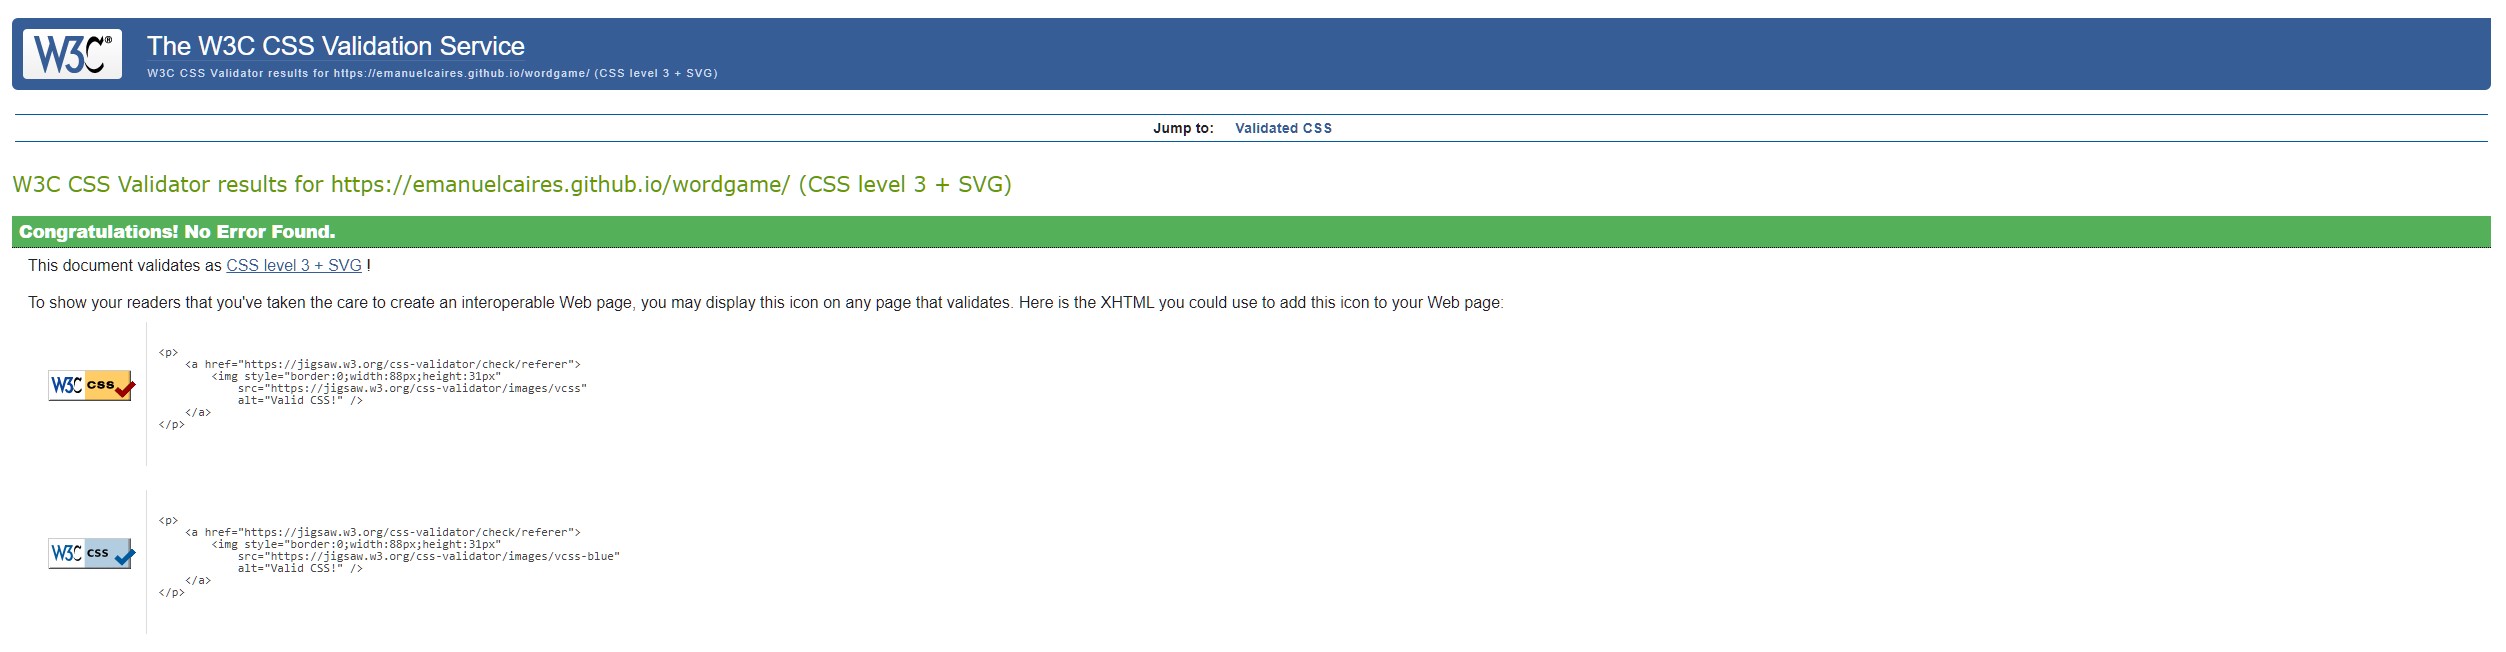 W3C®
The W3C CSS Validation Service
W3C CSS Validator results for https://emanuelcaires.github.io/wordgame/ (CSS level 3 + SVG)
Jump to: Validated CSS
W3C CSS Validator results for https://emanuelcaires.github.io/wordgame/ (CSS level 3 + SVG)
Congratulations! No Error Found.
This document validates as CSS level 3 + SVG !
To show your readers that you've taken the care to create an interoperable Web page, you may display this icon on any page that validates. Here is the XHTML you could use to add this icon to your Web page:
W3C css
<p>
    <a href="https://jigsaw.w3.org/css-validator/check/referer">
        <img style="border:0;width:88px;height:31px"
            src="https://jigsaw.w3.org/css-validator/images/vcss"
            alt="Valid CSS!" />
    </a>
</p>
W3C css
<p>
    <a href="https://jigsaw.w3.org/css-validator/check/referer">
        <img style="border:0;width:88px;height:31px"
            src="https://jigsaw.w3.org/css-validator/images/vcss-blue"
            alt="Valid CSS!" />
    </a>
</p>